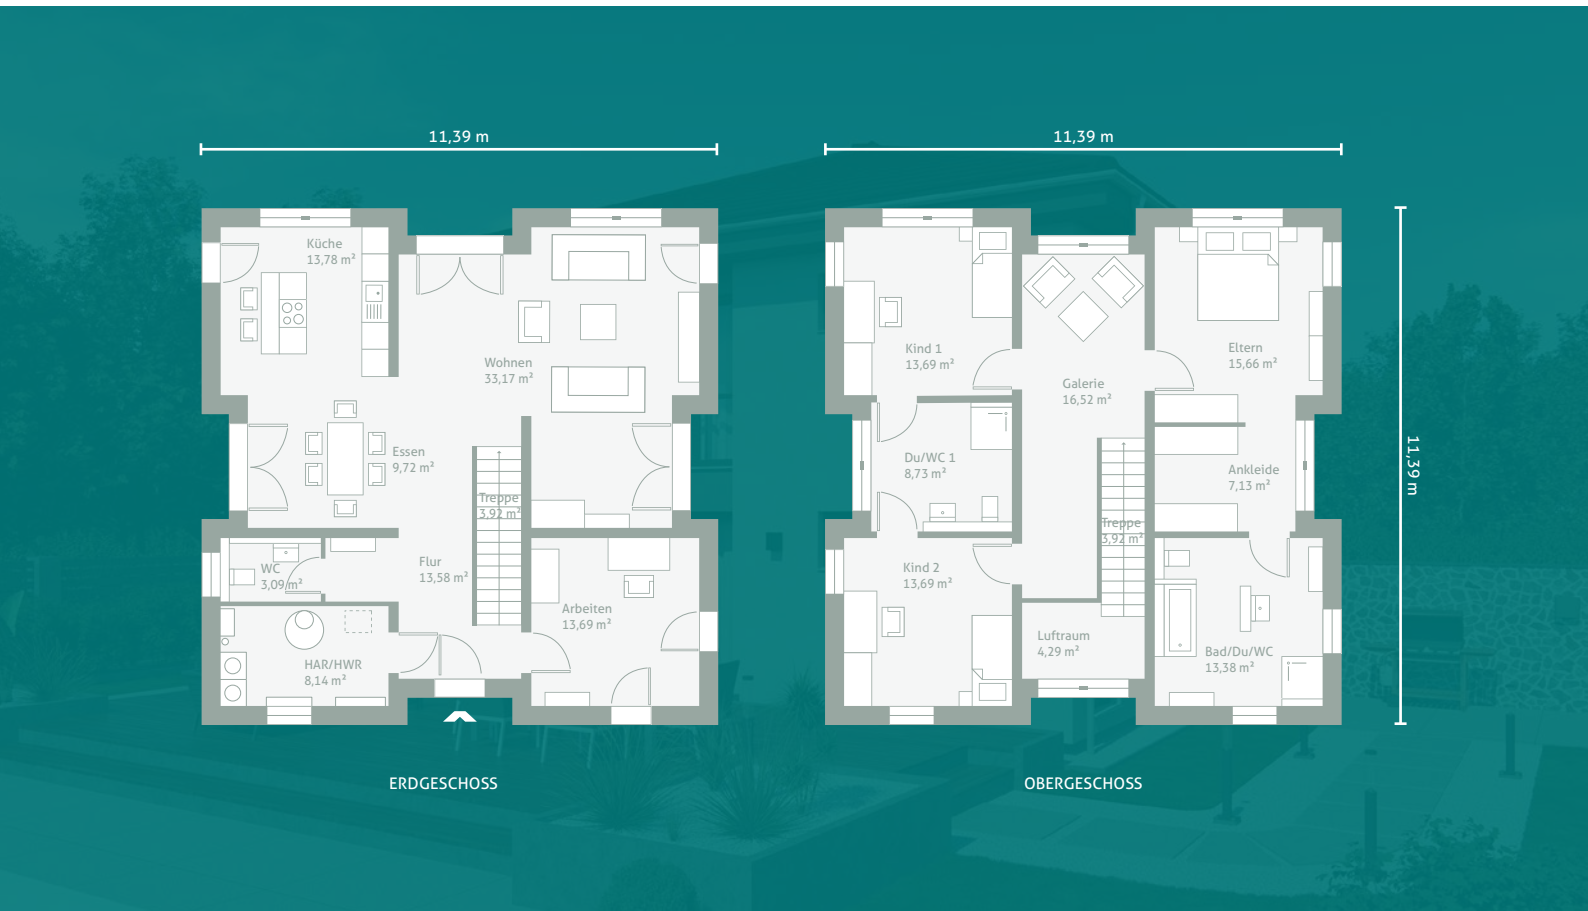 11,39 m
Küche
13,78 m²
Wohnen
33,17 m²
Essen
9,72 m²
Treppe
3,92 m²
WC
3,09 m²
Flur
13,58 m²
Arbeiten
13,69 m²
HAR/HWR
8,14 m²
ERDGESCHOSS
11,39 m
Kind 1
13,69 m²
Eltern
15,66 m²
Galerie
16,52 m²
Du/WC 1
8,73 m²
Ankleide
7,13 m²
Treppe
3,92 m²
Kind 2
13,69 m²
Luftraum
4,29 m²
Bad/Du/WC
13,38 m²
11,39 m
OBERGESCHOSS